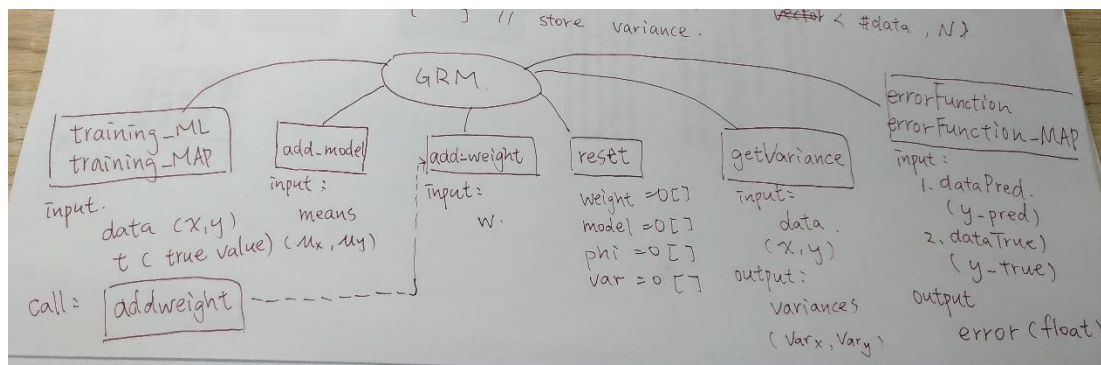 [ ] // store variance.
vector < #data , N >
GRM.
training_ML
training_MAP
input.
data (x,y)
t ( true value)
call:
addweight
add_model
input:
means
(Mx, My)
add_weight
input:
w.
reset
weight =0[]
model =0[]
phi =0[]
var =0[]
getVariance
input:
data.
(x,y)
output:
variances
(Varx, Vary)
errorFunction
errorFunction_MAP
input:
1. dataPred.
(y-pred)
2. dataTrue)
(y-true)
output
error (float)